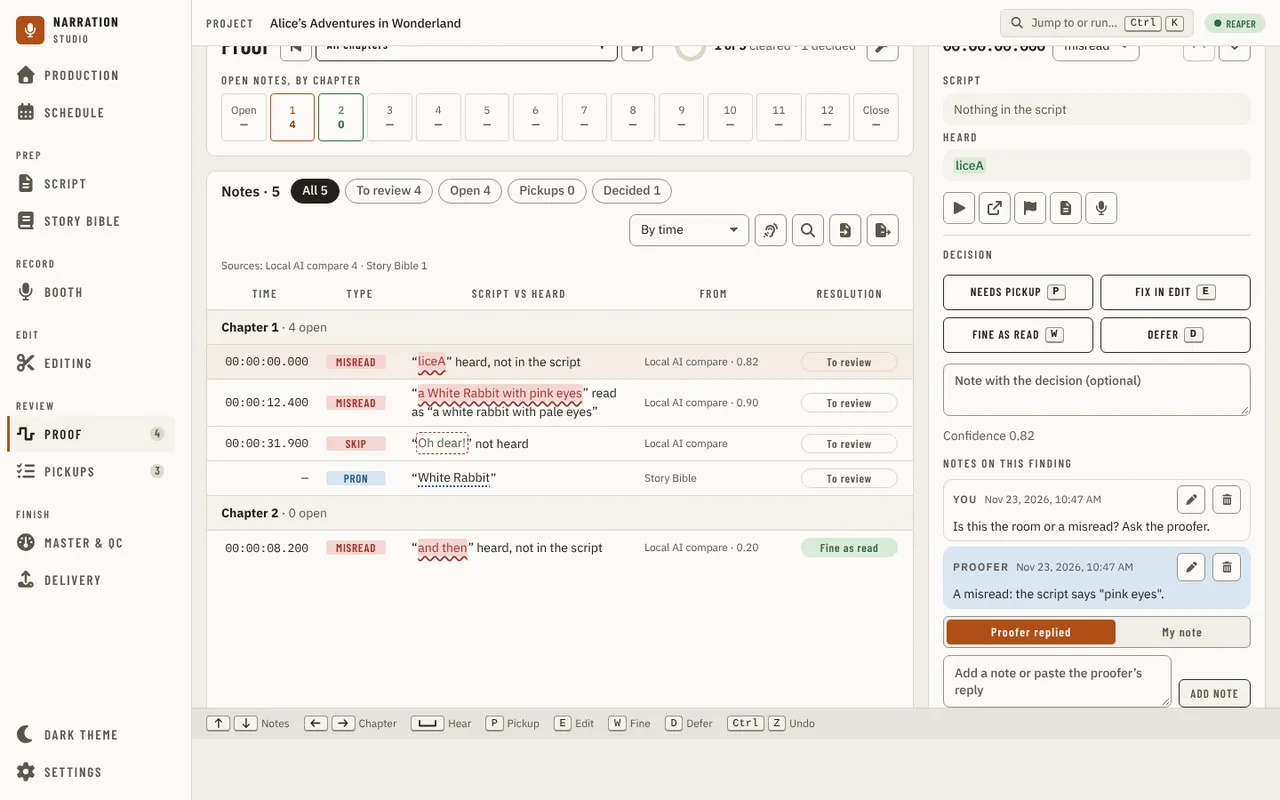 NARRATION
STUDIO
PROJECT Alice's Adventures in Wonderland
Jump to or run... Ctrl K
REAPER
PRODUCTION
SCHEDULE
PREP
SCRIPT
STORY BIBLE
RECORD
BOOTH
EDIT
EDITING
REVIEW
PROOF 4
PICKUPS 3
FINISH
MASTER & QC
DELIVERY
DARK THEME
SETTINGS
Proof All chapters 1 of 5 cleared · 1 decided
OPEN NOTES, BY CHAPTER
Open 1 2 3 4 5 6 7 8 9 10 11 12 Close
– 4 0 – – – – – – – – – – –
Notes · 5 All 5 To review 4 Open 4 Pickups 0 Decided 1
By time
Sources: Local AI compare 4 · Story Bible 1
TIME TYPE SCRIPT VS HEARD FROM RESOLUTION
Chapter 1 · 4 open
00:00:00.000 MISREAD “liceA” heard, not in the script Local AI compare · 0.82 To review
00:00:12.400 MISREAD “a White Rabbit with pink eyes” read
as “a white rabbit with pale eyes” Local AI compare · 0.90 To review
00:00:31.900 SKIP “Oh dear!” not heard Local AI compare To review
– PRON “White Rabbit” Story Bible To review
Chapter 2 · 0 open
00:00:08.200 MISREAD “and then” heard, not in the script Local AI compare · 0.20 Fine as read
00:00:00.000 misread
SCRIPT
Nothing in the script
HEARD
liceA
DECISION
NEEDS PICKUP P FIX IN EDIT E
FINE AS READ W DEFER D
Note with the decision (optional)
Confidence 0.82
NOTES ON THIS FINDING
YOU Nov 23, 2026, 10:47 AM
Is this the room or a misread? Ask the proofer.
PROOFER Nov 23, 2026, 10:47 AM
A misread: the script says "pink eyes".
Proofer replied My note
Add a note or paste the proofer's
reply
ADD NOTE
↑ ↓ Notes ← → Chapter Hear P Pickup E Edit W Fine D Defer Ctrl Z Undo